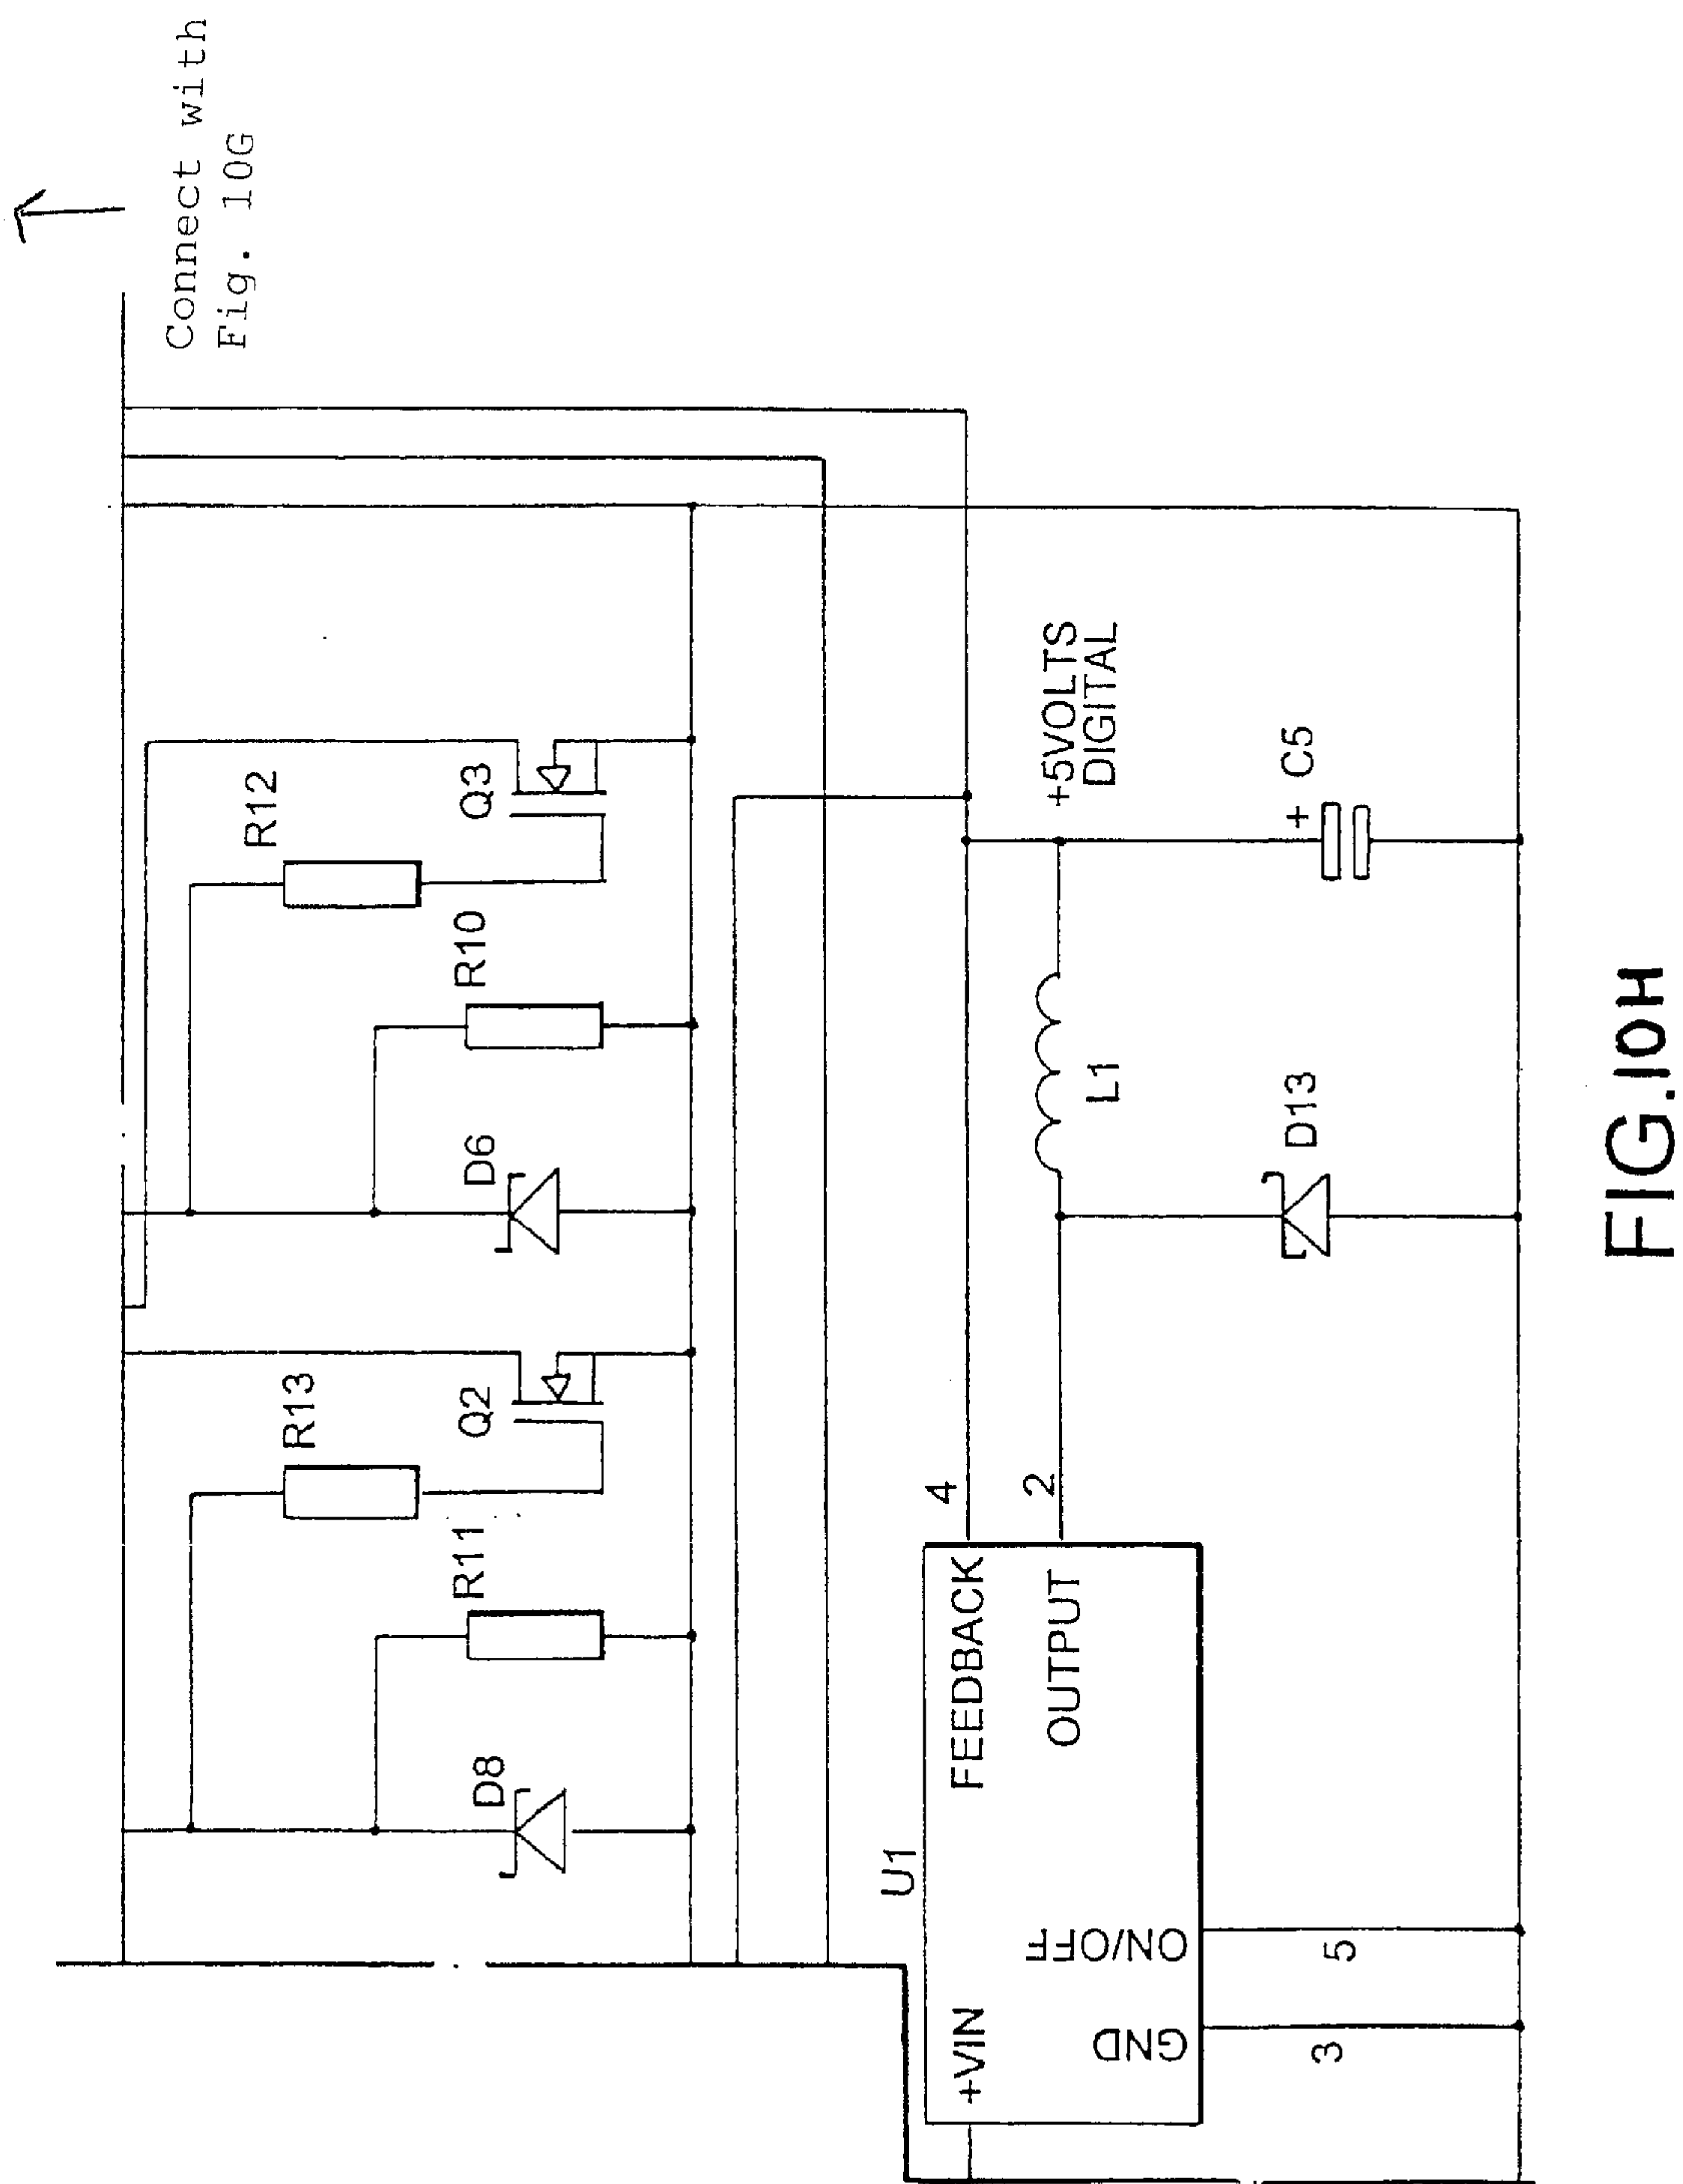 Connect with
Fig. 10G
R12
Q3
R10
D6
R13
Q2
R11
D8
+5VOLTS
DIGITAL
+ C5
L1
D13
4
2
U1
FEEDBACK
OUTPUT
+VIN
ON/OFF
GND
5
3
FIG.10H